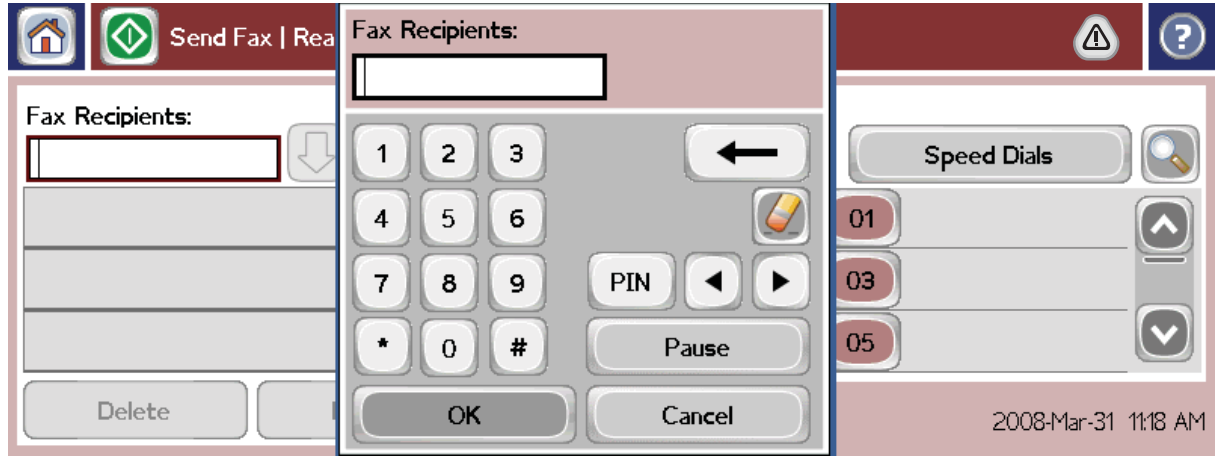 Send Fax | Rea
Fax Recipients:
?
Fax Recipients:
1 2 3
4 5 6
7 8 9
* 0 #
PIN
Pause
OK
Cancel
Speed Dials
01
03
05
Delete
2008-Mar-31 11:18 AM